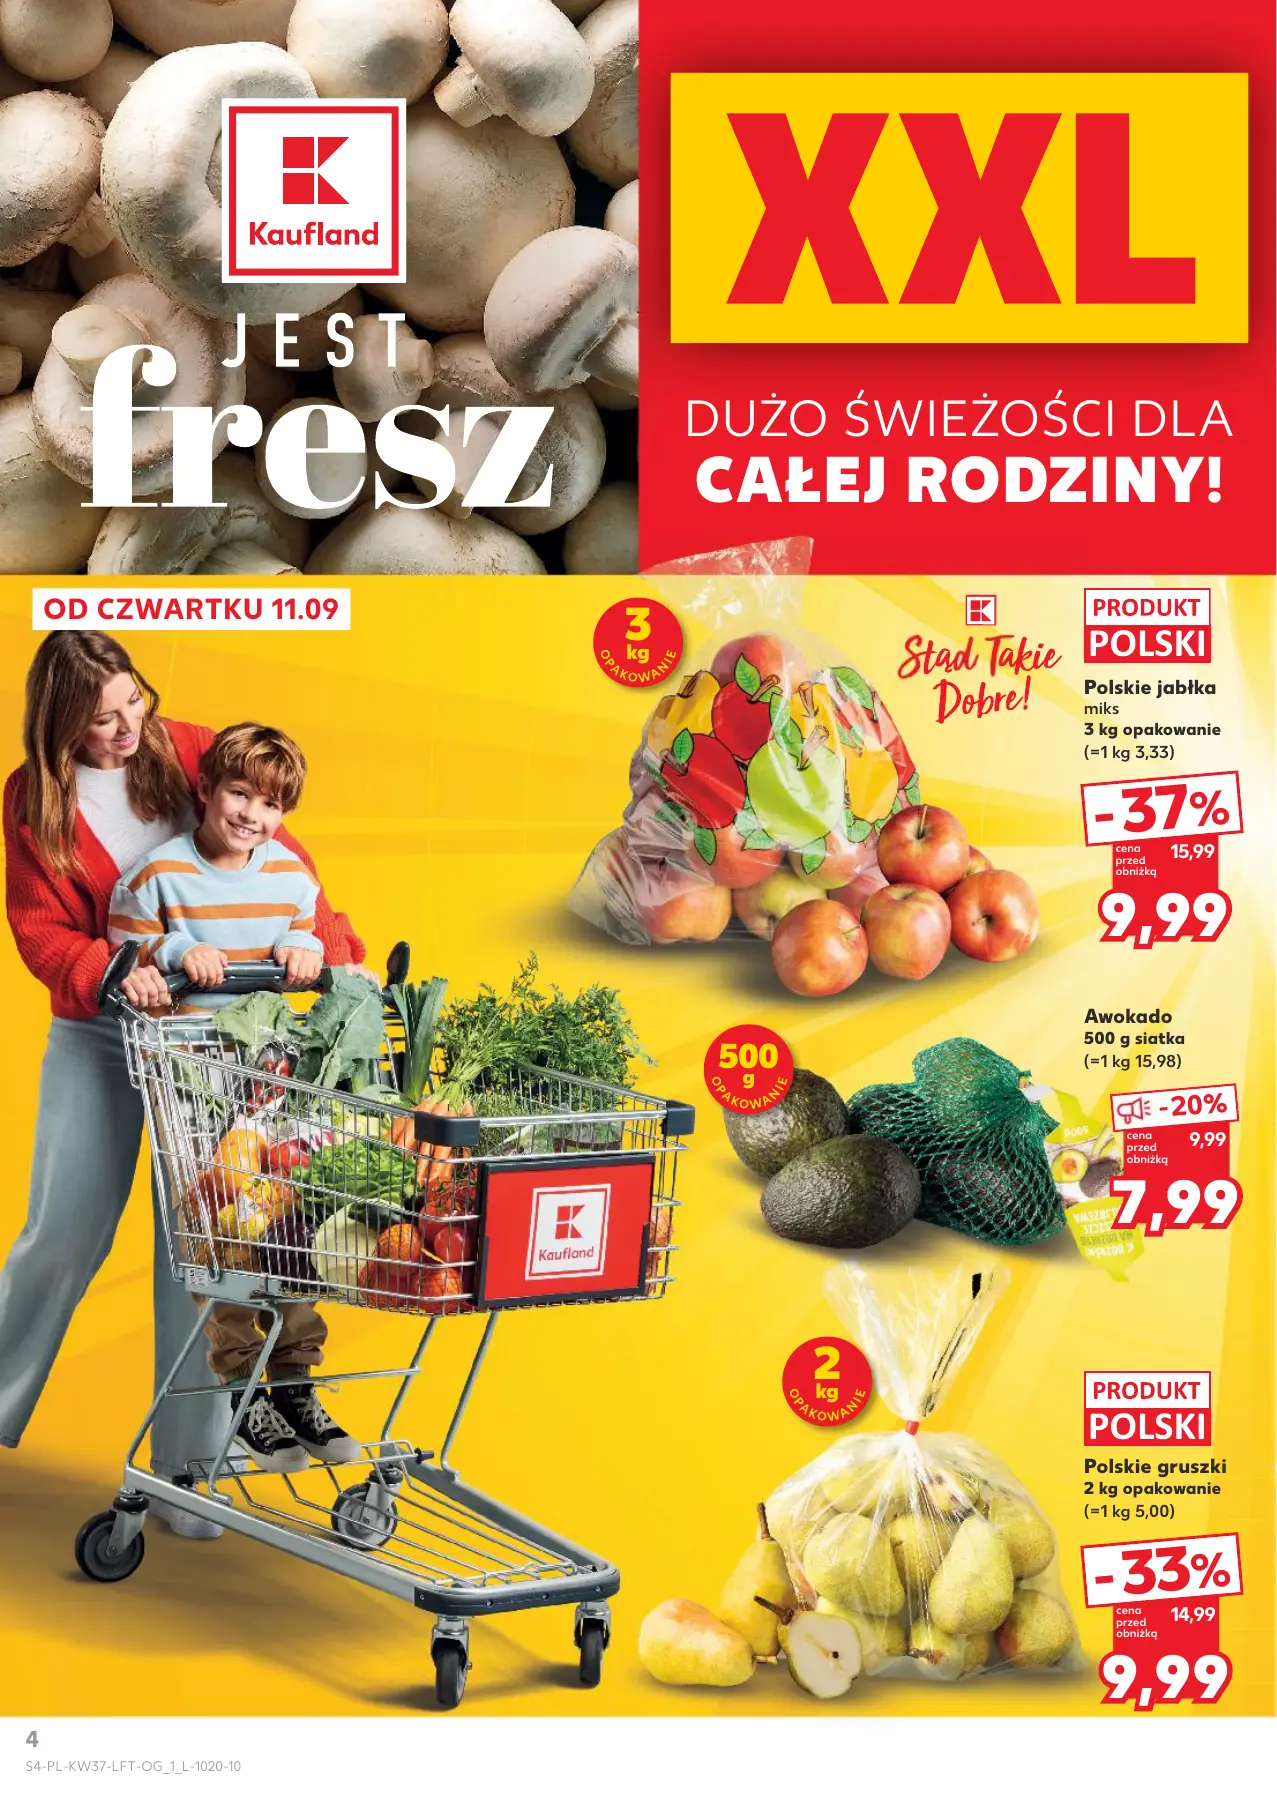 Kaufland
JEST
fresz
XXL
DUŻO ŚWIEŻOŚCI DLA
CAŁEJ RODZINY!
OD CZWARTKU 11.09
3
kg
OPAKOWANIE
Stąd Takie
Dobre!
PRODUKT
POLSKI
Polskie jabłka
miks
3 kg opakowanie
(=1 kg 3,33)
- 37%
cena
przed
obniżką
15,99
9,99
500
g
OPAKOWANIE
Awokado
500 g siatka
(=1 kg 15,98)
-20%
cena
przed
obniżką
9,99
7,99
Kaufland
2
kg
OPAKOWANIE
PRODUKT
POLSKI
Polskie gruszki
2 kg opakowanie
(=1 kg 5,00)
- 33%
cena
przed
obniżką
14,99
9,99
4
S4-PL-KW37-LFT-OG_1_L-1020-10